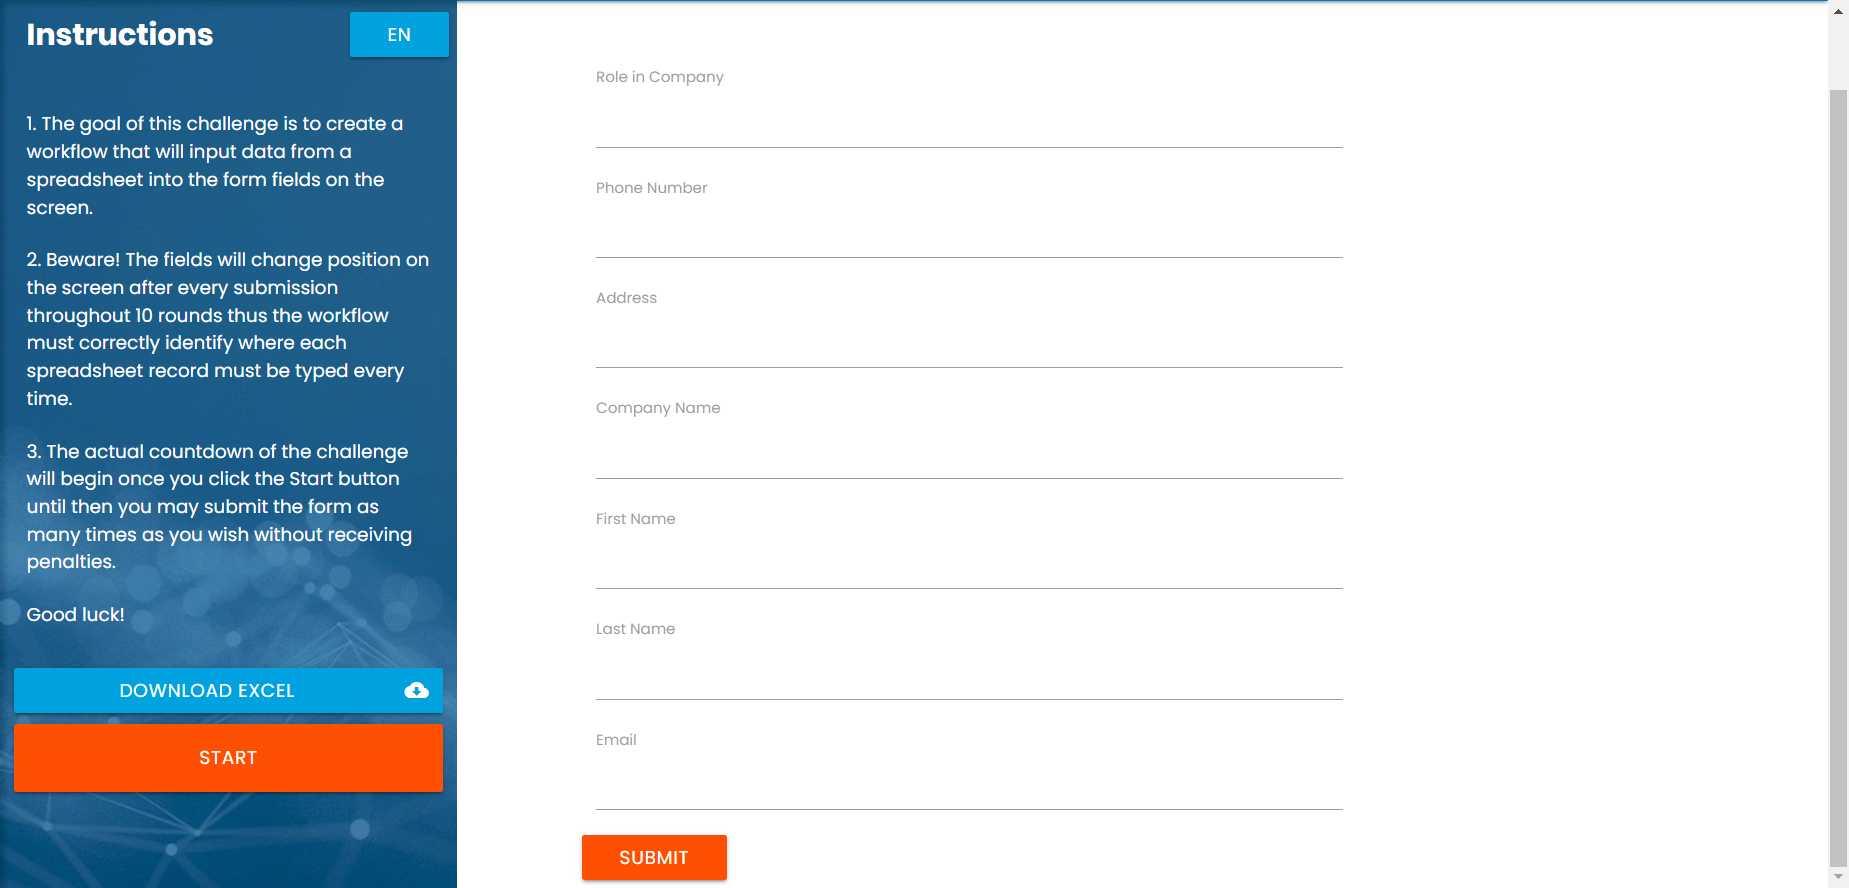 Instructions
EN
1. The goal of this challenge is to create a
workflow that will input data from a
spreadsheet into the form fields on the
screen.
2. Beware! The fields will change position on
the screen after every submission
throughout 10 rounds thus the workflow
must correctly identify where each
spreadsheet record must be typed every
time.
3. The actual countdown of the challenge
will begin once you click the Start button
until then you may submit the form as
many times as you wish without receiving
penalties.
Good luck!
DOWNLOAD EXCEL
START
Role in Company
Phone Number
Address
Company Name
First Name
Last Name
Email
SUBMIT